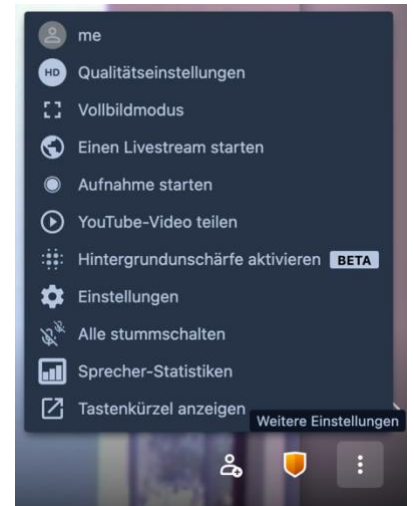 me
HD Qualitätseinstellungen
Vollbildmodus
Einen Livestream starten
Aufnahme starten
YouTube-Video teilen
Hintergrundunschärfe aktivieren BETA
Einstellungen
Alle stummschalten
Sprecher-Statistiken
Tastenkürzel anzeigen
Weitere Einstellungen